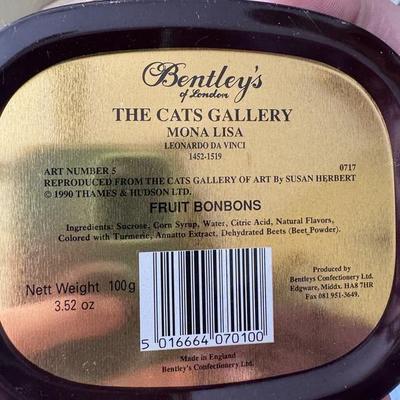 Bentley's
of London
THE CATS GALLERY
MONA LISA
LEONARDO DA VINCI
1452-1519
ART NUMBER 5 0717
REPRODUCED FROM THE CATS GALLERY OF ART By SUSAN HERBERT
© 1990 THAMES & HUDSON LTD.
FRUIT BONBONS
Ingredients: Sucrose, Corn Syrup, Water, Citric Acid, Natural Flavors,
Colored with Turmeric, Annatto Extract, Dehydrated Beets (Beet Powder).
Nett Weight 100g
3.52 oz
5 016664 070100
Produced by
Bentleys Confectionery Ltd.
Edgware, Middx. HA8 7HR
Fax 081 951-3649.
Made in England
Bentley's Confectionery Ltd.